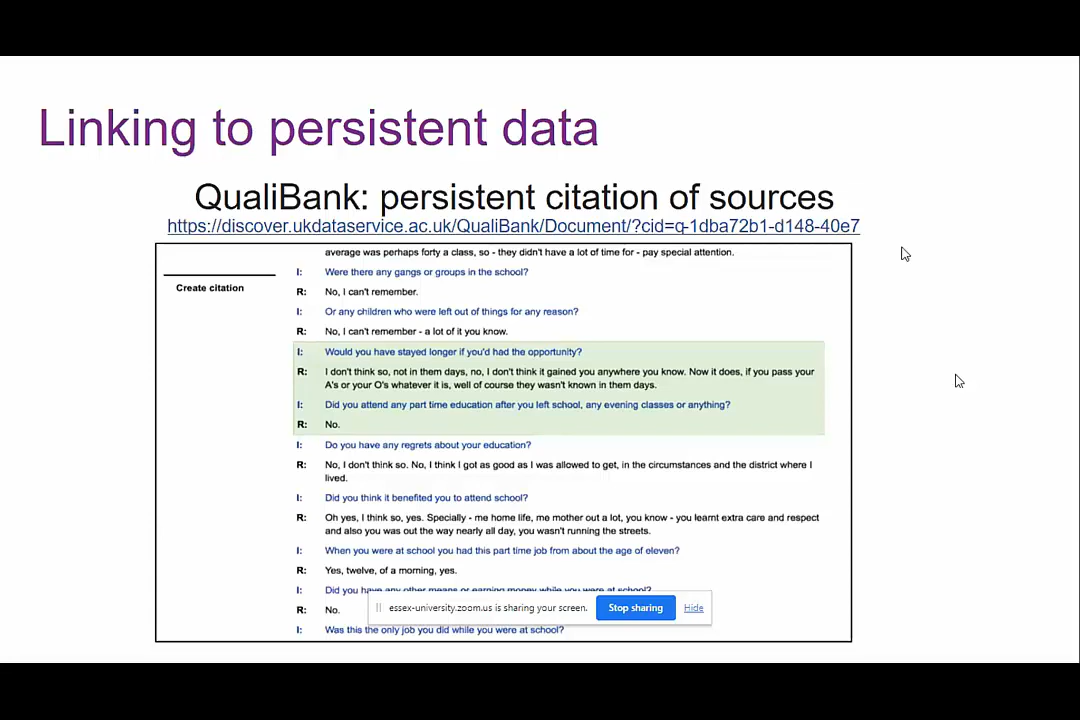 Linking to persistent data
QualiBank: persistent citation of sources
https://discover.ukdataservice.ac.uk/QualiBank/Document/?cid=q-1dba72b1-d148-40e7
average was perhaps forty a class, so - they didn't have a lot of time for - pay special attention.
Create citation
I: Were there any gangs or groups in the school?
R: No, I can't remember.
I: Or any children who were left out of things for any reason?
R: No, I can't remember - a lot of it you know.
I: Would you have stayed longer if you'd had the opportunity?
R: I don't think so, not in them days, no, I don't think it gained you anywhere you know. Now it does, if you pass your
A's or your O's whatever it is, well of course they wasn't known in them days.
I: Did you attend any part time education after you left school, any evening classes or anything?
R: No.
I: Do you have any regrets about your education?
R: No, I don't think so. No, I think I got as good as I was allowed to get, in the circumstances and the district where I
lived.
I: Did you think it benefited you to attend school?
R: Oh yes, I think so, yes. Specially - me home life, me mother out a lot, you know - you learnt extra care and respect
and also you was out the way nearly all day, you wasn't running the streets.
I: When you were at school you had this part time job from about the age of eleven?
R: Yes, twelve, of a morning, yes.
I: Did you have any other means or earning money while you were at school?
R: No.
essex-university.zoom.us is sharing your screen.
Stop sharing
Hide
I: Was this the only job you did while you were at school?